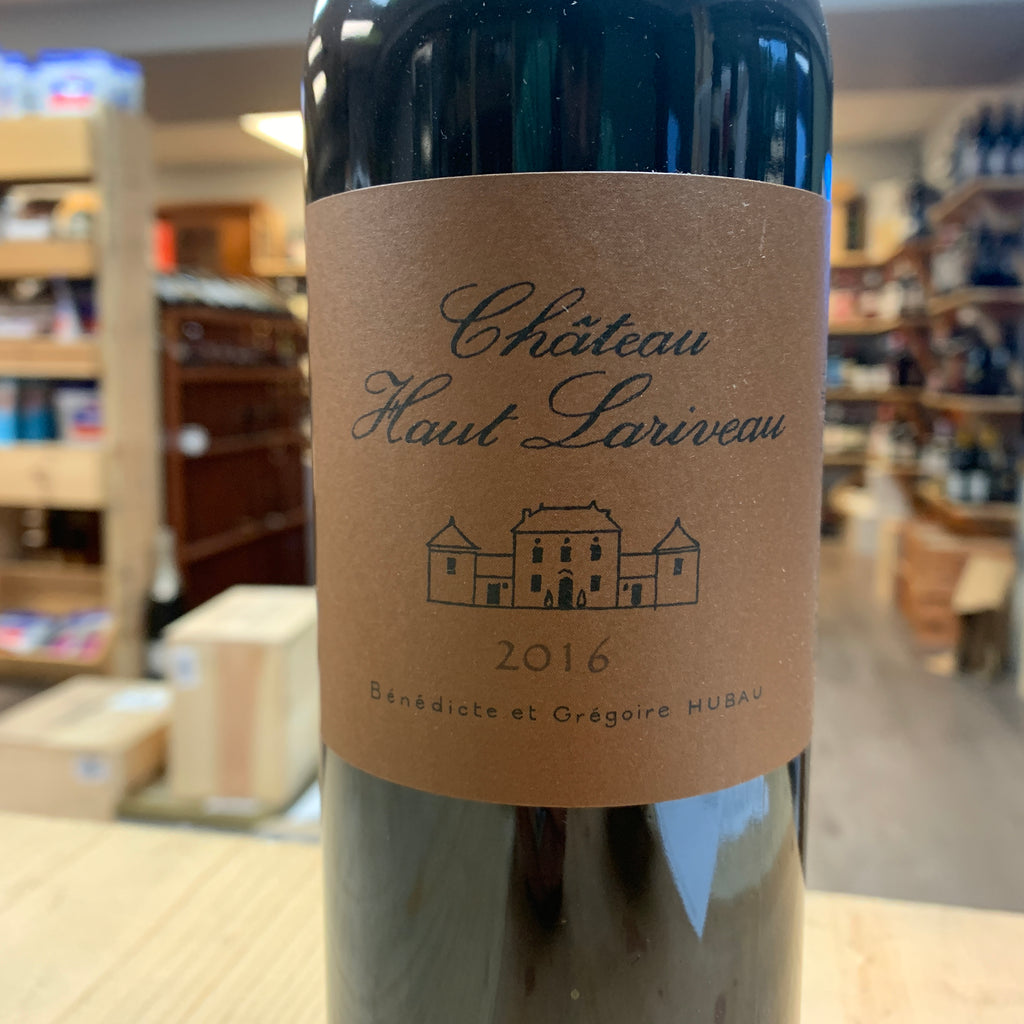 Château
Haut Lariveau
2016
Bénédicte et Grégoire HUBAU